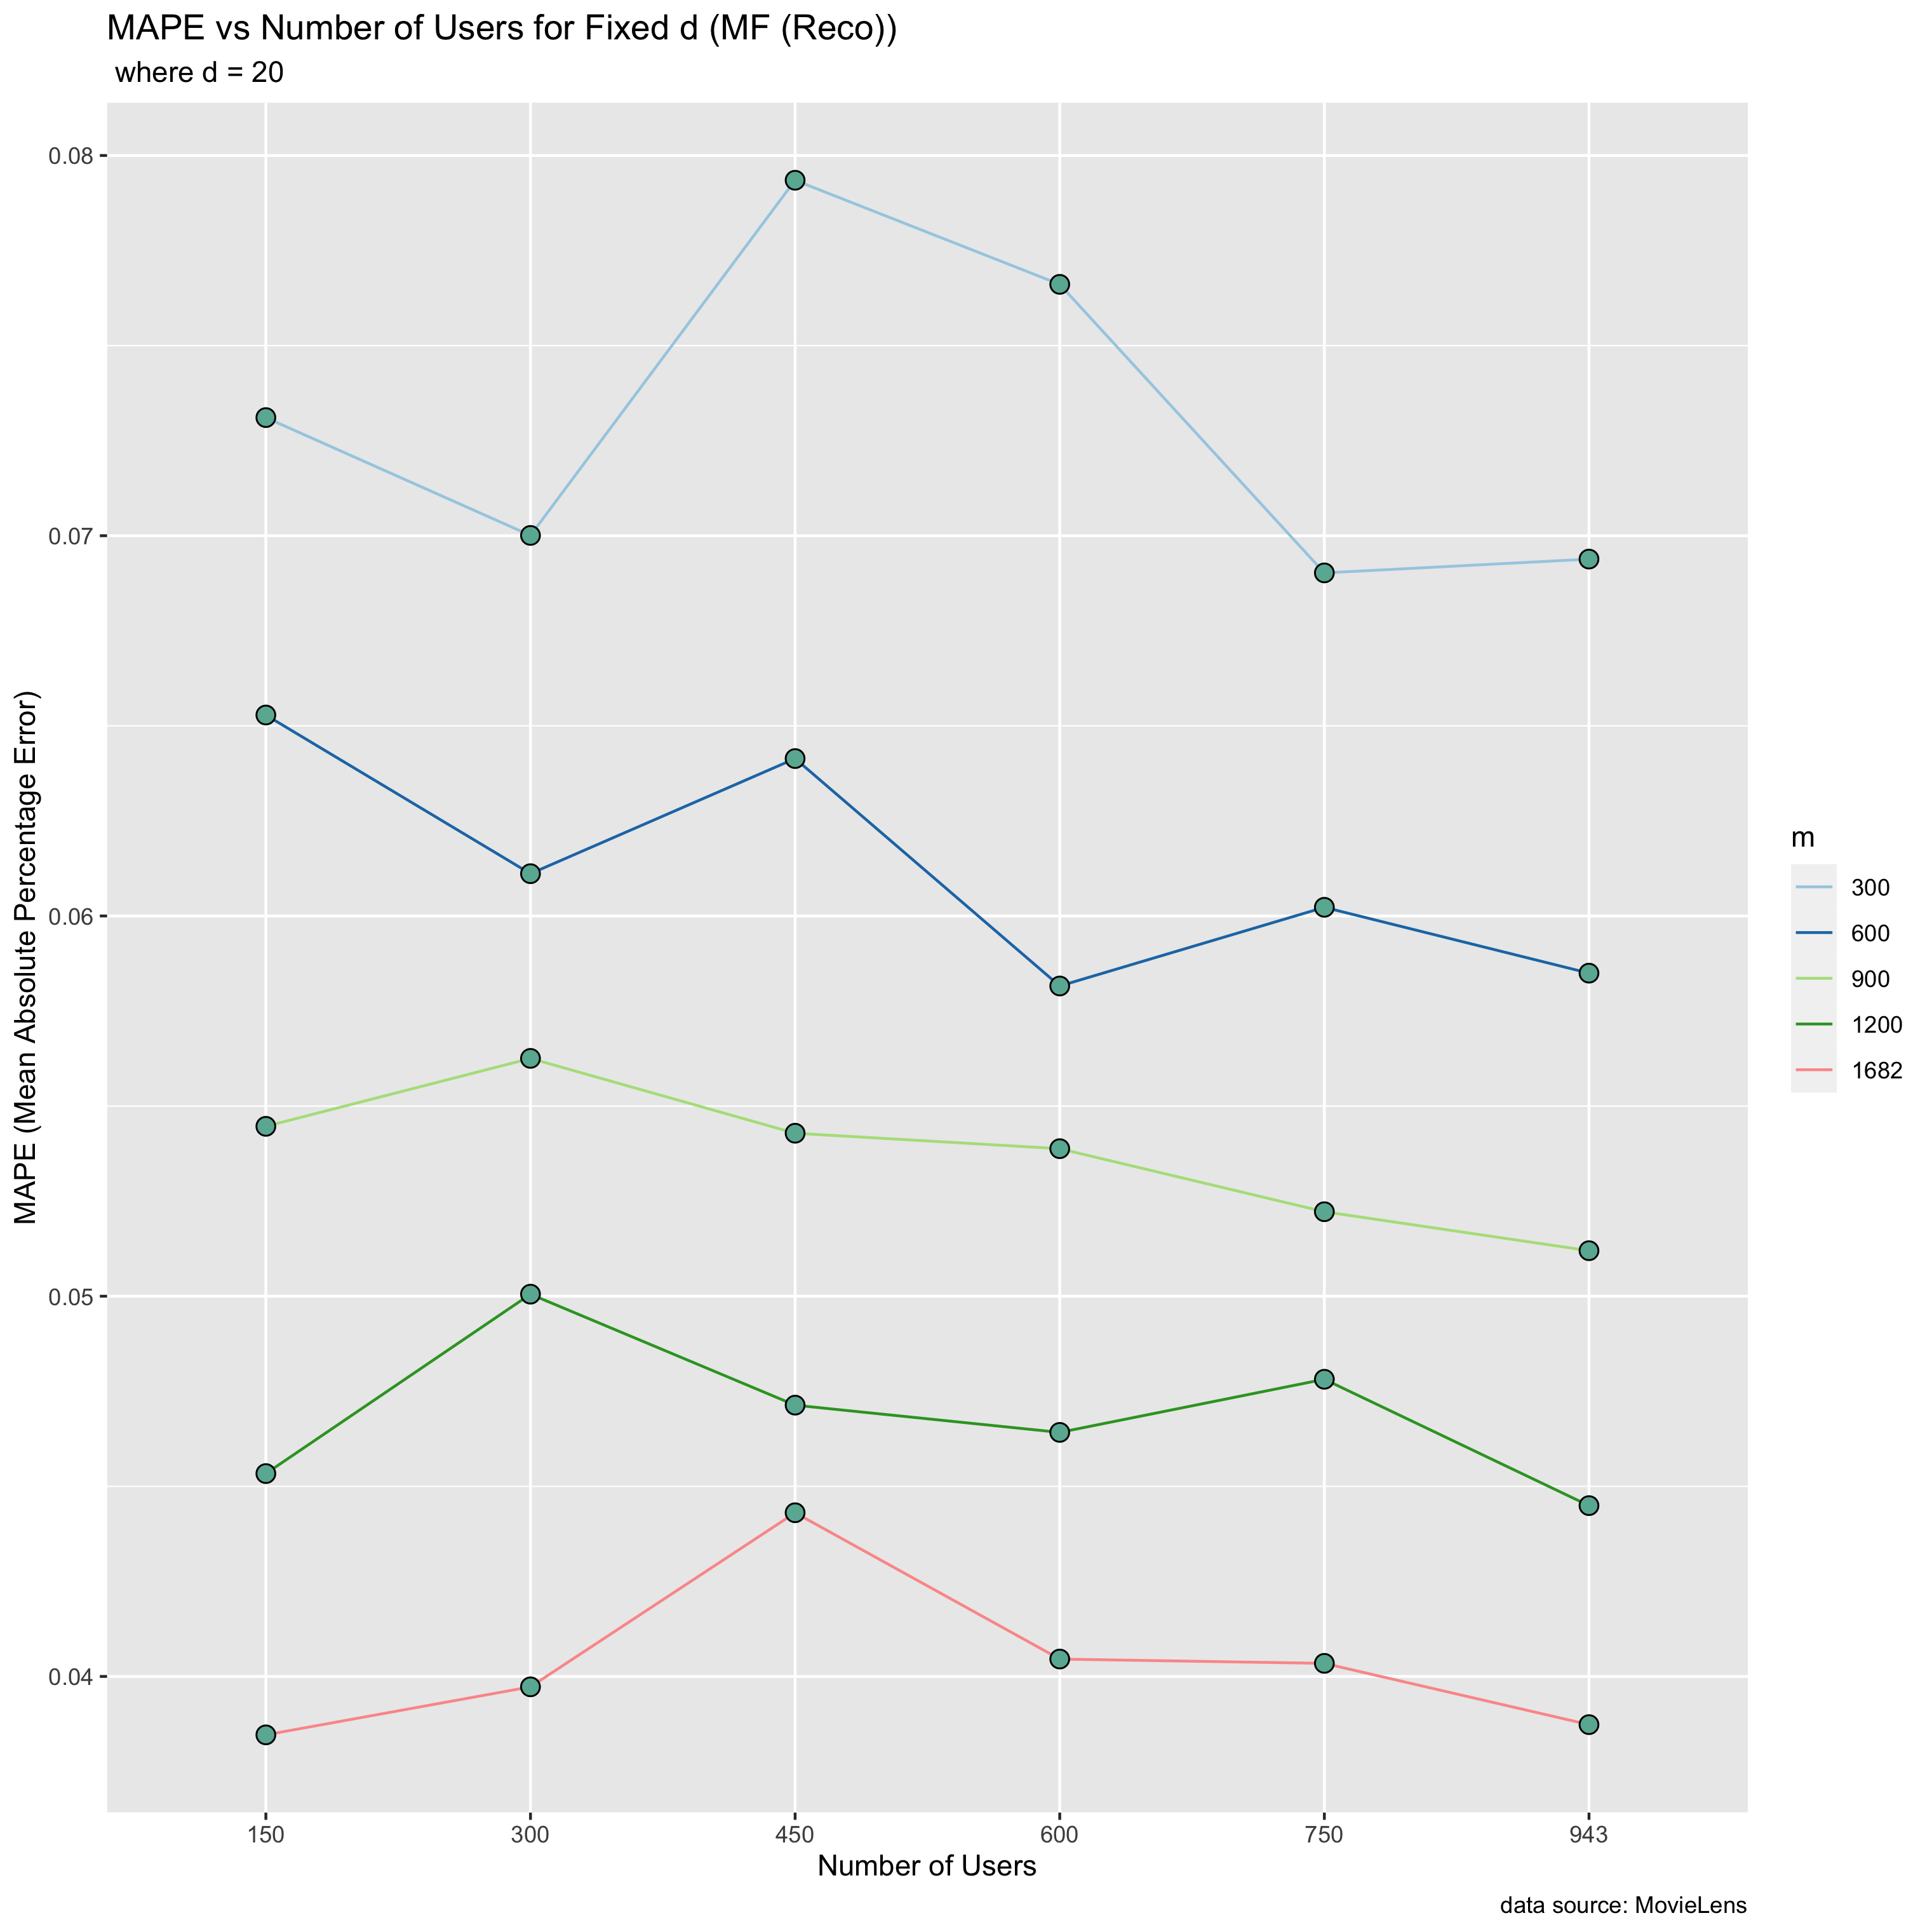 MAPE vs Number of Users for Fixed d (MF (Reco))
where d = 20
0.08
0.07
0.06
0.05
0.04
MAPE (Mean Absolute Percentage Error)
150 300 450 600 750 943
Number of Users
m
300
600
900
1200
1682
data source: MovieLens